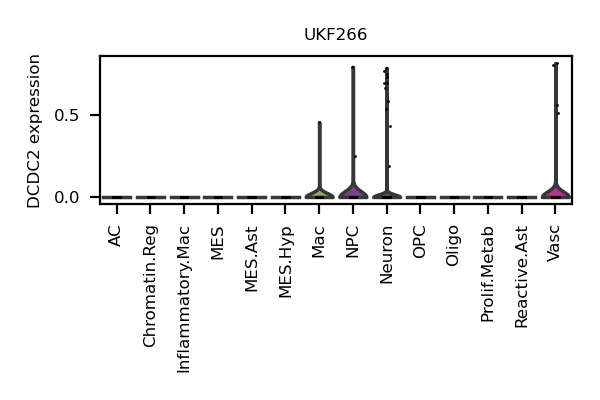 UKF266
DCDC2 expression
0.5
0.0
AC
Chromatin.Reg
Inflammatory.Mac
MES
MES.Ast
MES.Hyp
Mac
NPC
Neuron
OPC
Oligo
Prolif.Metab
Reactive.Ast
Vasc